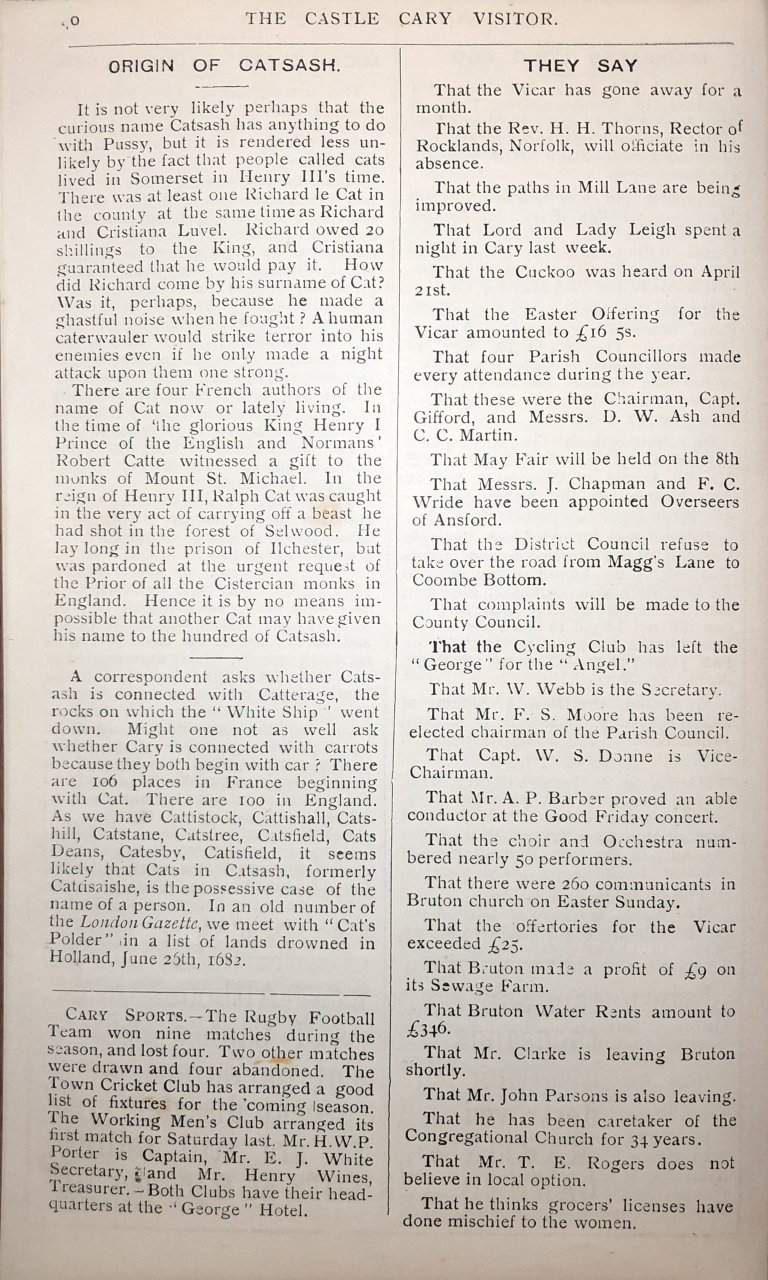 THE CASTLE CARY VISITOR.
ORIGIN OF CATSASH.
It is not very likely perhaps that the
curious name Catsash has anything to do
with Pussy, but it is rendered less un-
likely by the fact that people called cats
lived in Somerset in Henry III's time.
There was at least one Richard le Cat in
the county at the same time as Richard
and Cristiana Luvel. Richard owed 20
shillings to the King, and Cristiana
guaranteed that he would pay it. How
did Richard come by his surname of Cat?
Was it, perhaps, because he made a
ghastful noise when he fought? A human
caterwauler would strike terror into his
enemies even if he only made a night
attack upon them one strong.
There are four French authors of the
name of Cat now or lately living. In
the time of 'the glorious King Henry I
Prince of the English and Normans'
Robert Catte witnessed a gift to the
monks of Mount St. Michael. In the
reign of Henry III, Ralph Cat was caught
in the very act of carrying off a beast he
had shot in the forest of Selwood. He
lay long in the prison of Ilchester, but
was pardoned at the urgent request of
the Prior of all the Cistercian monks in
England. Hence it is by no means im-
possible that another Cat may have given
his name to the hundred of Catsash.
A correspondent asks whether Cats-
ash is connected with Catterage, the
rocks on which the "White Ship" went
down. Might one not as well ask
whether Cary is connected with carrots
because they both begin with car? There
are 106 places in France beginning
with Cat. There are 100 in England.
As we have Cattistock, Cattishall, Cats-
hill, Catstane, Catstree, Catsfield, Cats
Deans, Catesby, Catisfield, it seems
likely that Cats in Catsash, formerly
Cattisaishe, is the possessive case of the
name of a person. In an old number of
the London Gazette, we meet with "Cat's
Polder" in a list of lands drowned in
Holland, June 26th, 1682.
CARY SPORTS.—The Rugby Football
Team won nine matches during the
season, and lost four. Two other matches
were drawn and four abandoned. The
Town Cricket Club has arranged a good
list of fixtures for the coming season.
The Working Men's Club arranged its
first match for Saturday last. Mr. H. W. P.
Porter is Captain, Mr. E. J. White
Secretary, and Mr. Henry Wines,
Treasurer.—Both Clubs have their head-
quarters at the "George" Hotel.
THEY SAY
That the Vicar has gone away for a
month.
That the Rev. H. H. Thorns, Rector of
Rocklands, Norfolk, will officiate in his
absence.
That the paths in Mill Lane are being
improved.
That Lord and Lady Leigh spent a
night in Cary last week.
That the Cuckoo was heard on April
21st.
That the Easter Offering for the
Vicar amounted to £16 5s.
That four Parish Councillors made
every attendance during the year.
That these were the Chairman, Capt.
Gifford, and Messrs. D. W. Ash and
C. C. Martin.
That May Fair will be held on the 8th
That Messrs. J. Chapman and F. C.
Wride have been appointed Overseers
of Ansford.
That the District Council refuse to
take over the road from Magg's Lane to
Coombe Bottom.
That complaints will be made to the
County Council.
That the Cycling Club has left the
"George" for the "Angel."
That Mr. W. Webb is the Secretary.
That Mr. F. S. Moore has been re-
elected chairman of the Parish Council.
That Capt. W. S. Donne is Vice-
Chairman.
That Mr. A. P. Barber proved an able
conductor at the Good Friday concert.
That the choir and Orchestra num-
bered nearly 50 performers.
That there were 260 communicants in
Bruton church on Easter Sunday.
That the offertories for the Vicar
exceeded £25.
That Bruton made a profit of £9 on
its Sewage Farm.
That Bruton Water Rents amount to
£346.
That Mr. Clarke is leaving Bruton
shortly.
That Mr. John Parsons is also leaving.
That he has been caretaker of the
Congregational Church for 34 years.
That Mr. T. E. Rogers does not
believe in local option.
That he thinks grocers' licenses have
done mischief to the women.